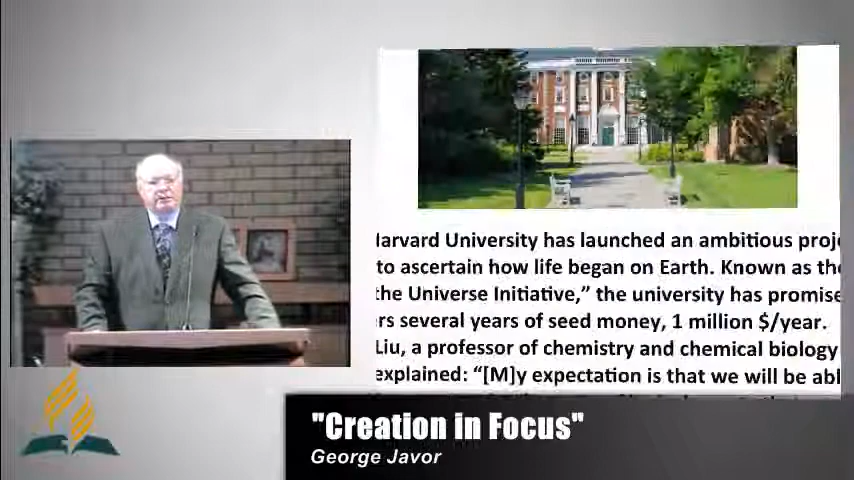 Harvard University has launched an ambitious proje
to ascertain how life began on Earth. Known as the
the Universe Initiative,” the university has promise
rs several years of seed money, 1 million $/year.
Liu, a professor of chemistry and chemical biology
explained: “[M]y expectation is that we will be abl
"Creation in Focus"
George Javor